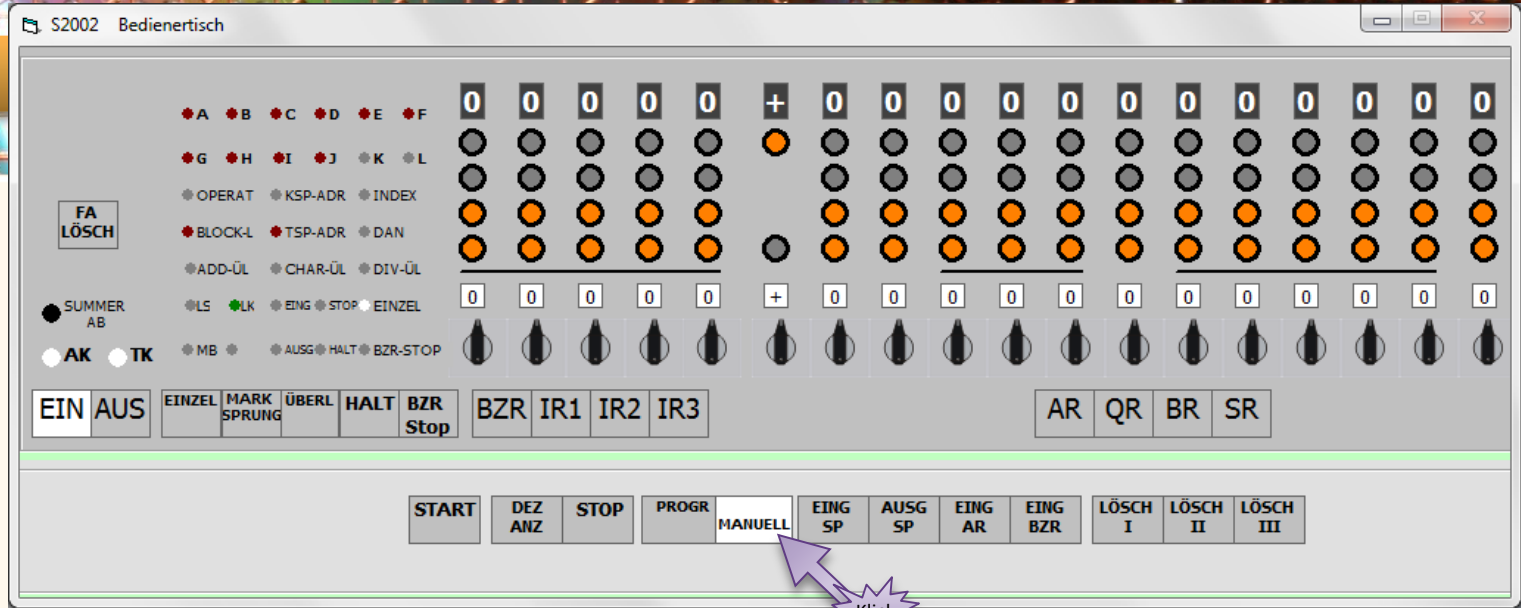 S2002 Bedienertisch
0 0 0 0 0 + 0 0 0 0 0 0 0 0 0 0 0 0
A B C D E F
G H I J K L
OPERAT KSP-ADR INDEX
FA
LÖSCH
BLOCK-L TSP-ADR DAN
ADD-ÜL CHAR-ÜL DIV-ÜL
0 0 0 0 0 + 0 0 0 0 0 0 0 0 0 0 0 0
SUMMER
AB
LS LK EING STOP EINZEL
AK TK
MB AUSG HALT BZR-STOP
EIN AUS
EINZEL
MARK
SPRUNG
ÜBERL
HALT
BZR
Stop
BZR IR1 IR2 IR3
AR QR BR SR
START
DEZ
ANZ
STOP
PROGR
MANUELL
EING
SP
AUSG
SP
EING
AR
EING
BZR
LÖSCH
I
LÖSCH
II
LÖSCH
III